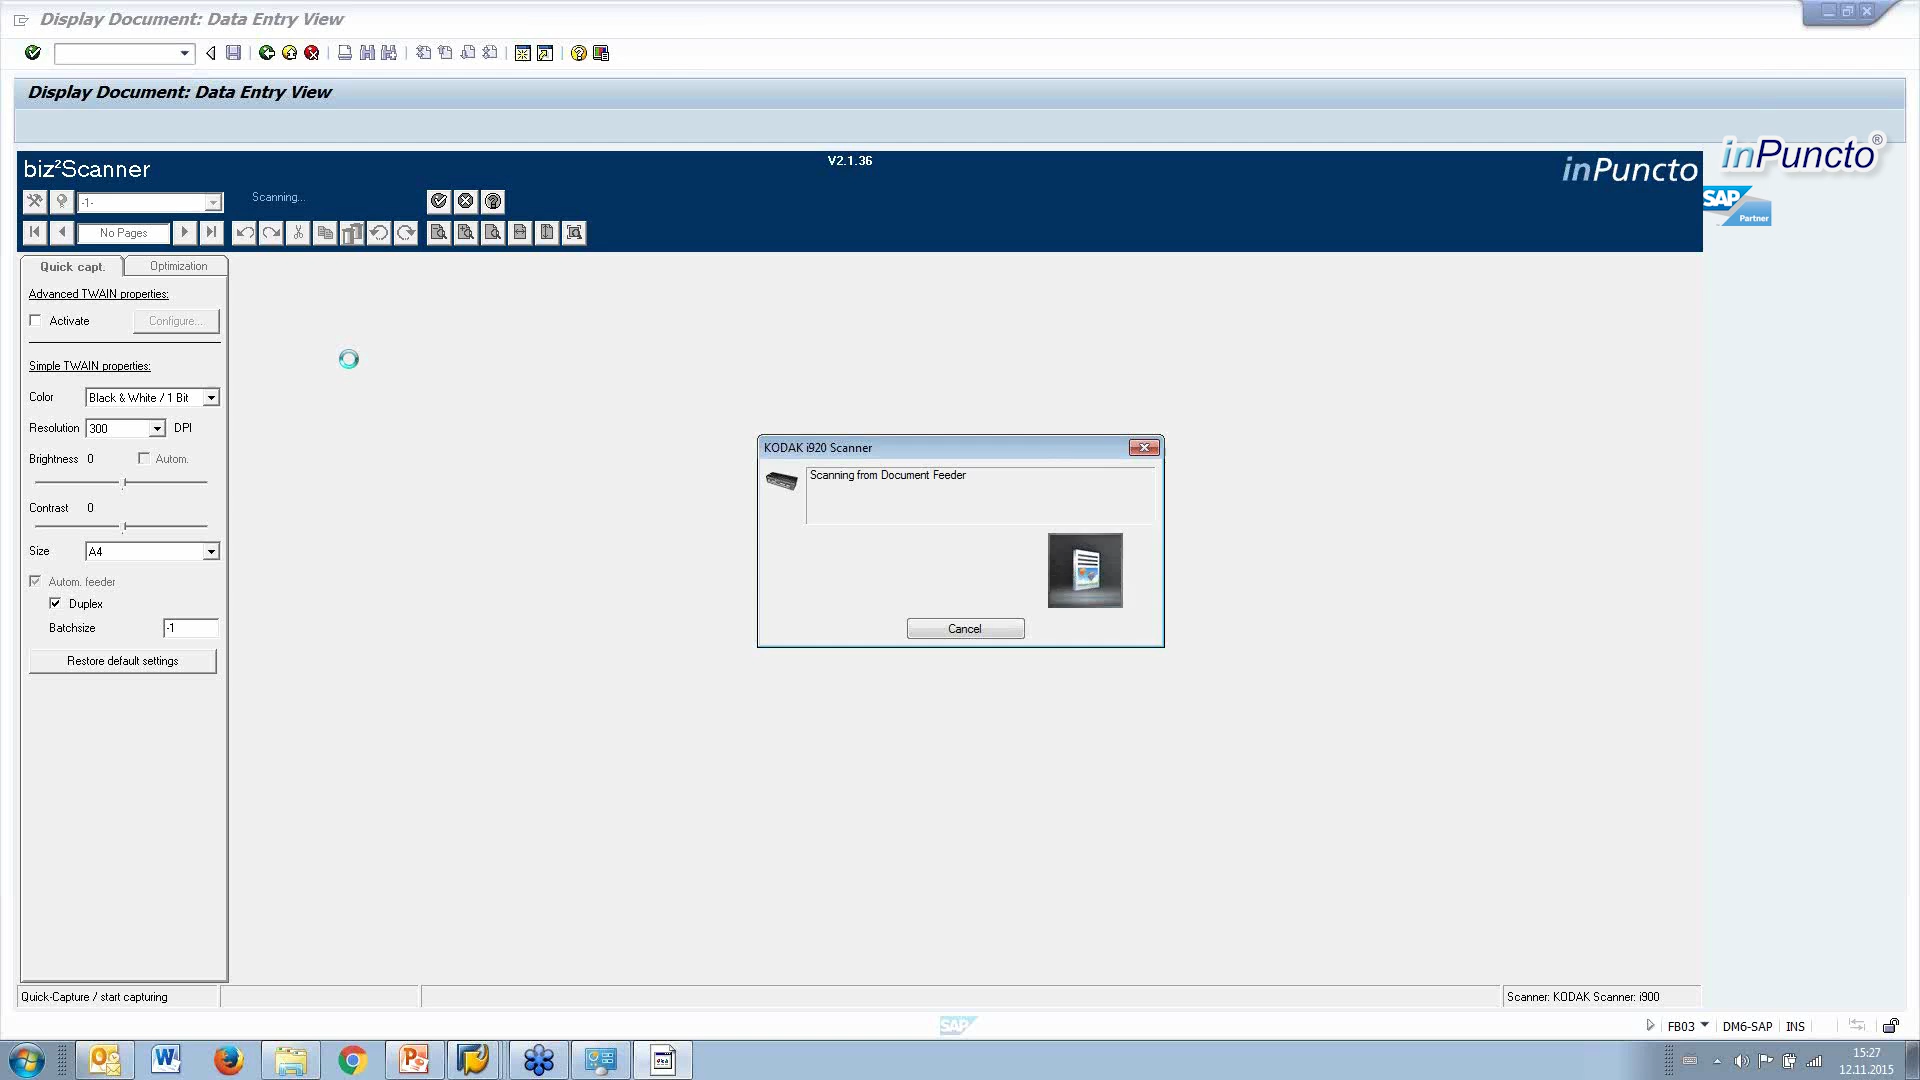 Display Document: Data Entry View
Display Document: Data Entry View
biz²Scanner
V2.1.36
inPuncto
inPuncto®
SAP
Partner
-1-
Scanning...
No Pages
Quick capt.
Optimization
Advanced TWAIN properties:
Activate
Configure...
Simple TWAIN properties:
Color
Black & White / 1 Bit
Resolution
300
DPI
Brightness 0
Autom.
Contrast 0
Size
A4
Autom. feeder
Duplex
Batchsize
-1
Restore default settings
KODAK i920 Scanner
Scanning from Document Feeder
Cancel
Quick-Capture / start capturing
Scanner: KODAK Scanner: i900
SAP
FB03
DM6-SAP
INS
15:27
12.11.2015